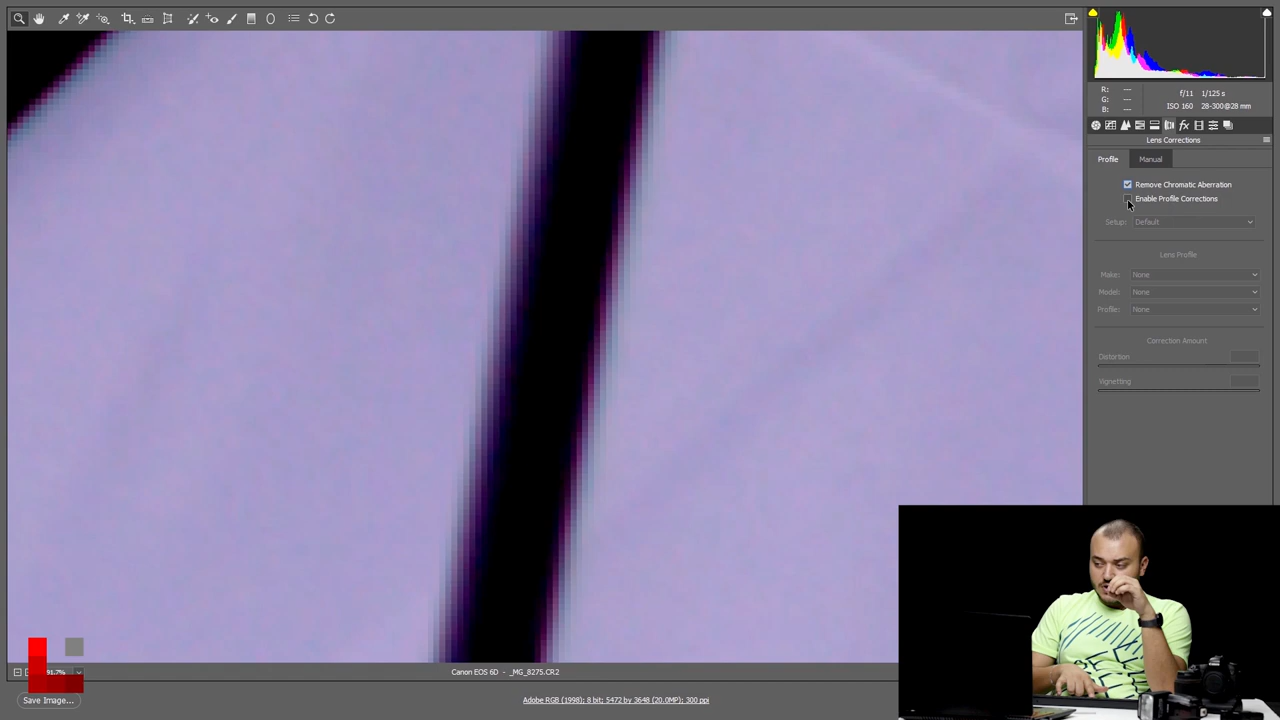 R: ---
G: ---
B: ---
f/11 1/125 s
ISO 160 28-300@28 mm
Lens Corrections
Profile Manual
Remove Chromatic Aberration
Enable Profile Corrections
Setup: Default
Lens Profile
Make: None
Model: None
Profile: None
Correction Amount
Distortion
Vignetting
Canon EOS 6D - _MG_8275.CR2
Save Image...
Adobe RGB (1998); 8 bit; 5472 by 3648 (20.0MP); 300 ppi